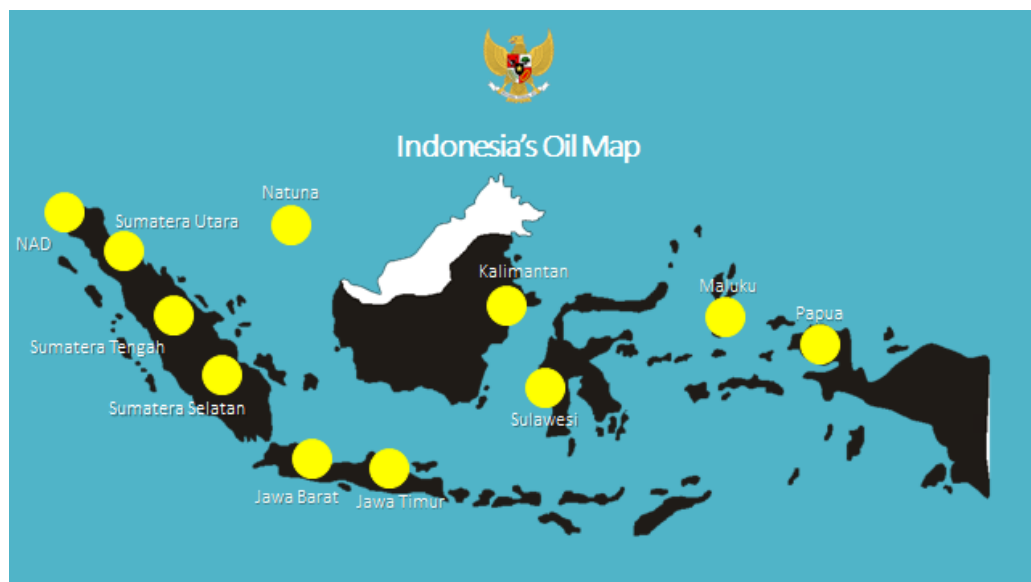 Indonesia's Oil Map
Natuna
Sumatera Utara
NAD
Kalimantan
Maluku
Papua
Sumatera Tengah
Sumatera Selatan
Sulawesi
Jawa Barat
Jawa Timur